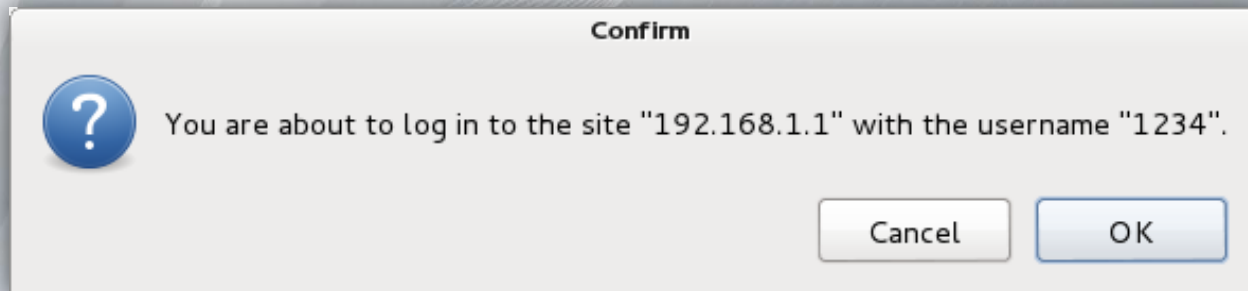 Confirm
You are about to log in to the site "192.168.1.1" with the username "1234".
Cancel OK